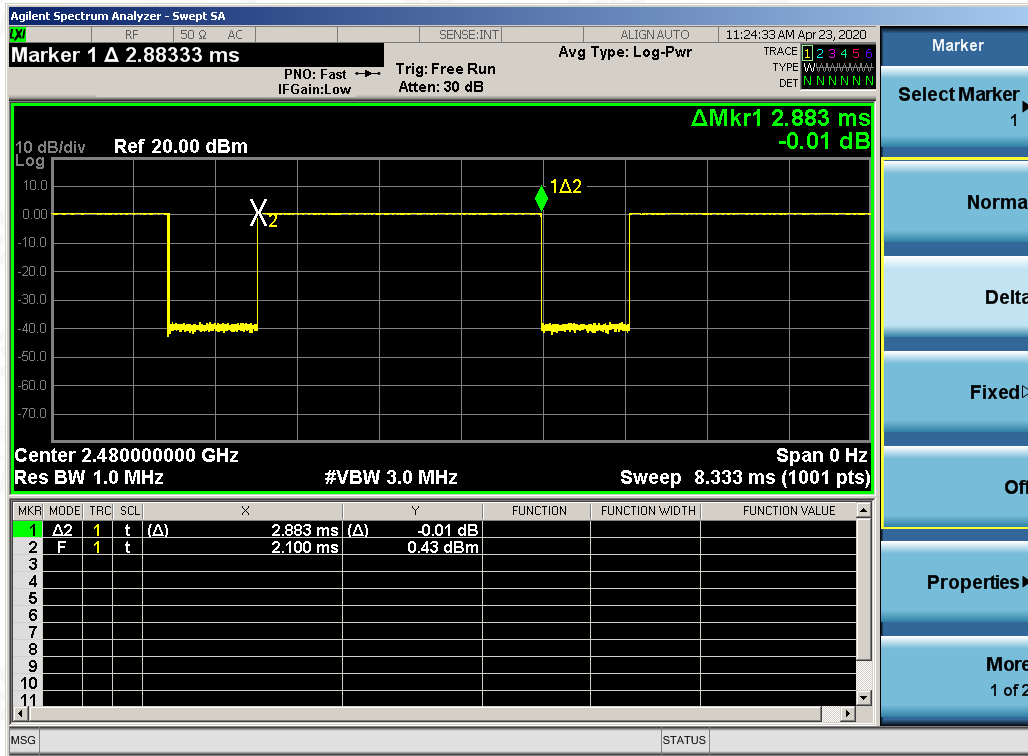 Agilent Spectrum Analyzer - Swept SA
LXI RF 50 Ω AC SENSE:INT ALIGN AUTO 11:24:33 AM Apr 23, 2020
Marker 1 Δ 2.88333 ms
PNO: Fast
IFGain:Low
Trig: Free Run
Atten: 30 dB
Avg Type: Log-Pwr
TRACE 1 2 3 4 5 6
TYPE WWWWWW
DET N N N N N N
ΔMkr1 2.883 ms
-0.01 dB
10 dB/div Ref 20.00 dBm
Log
10.0
0.00
-10.0
-20.0
-30.0
-40.0
-50.0
-60.0
-70.0
X2
1Δ2
Center 2.480000000 GHz Span 0 Hz
Res BW 1.0 MHz #VBW 3.0 MHz Sweep 8.333 ms (1001 pts)
MKR MODE TRC SCL X Y FUNCTION FUNCTION WIDTH FUNCTION VALUE
1 Δ2 1 t (Δ) 2.883 ms (Δ) -0.01 dB
2 F 1 t 2.100 ms 0.43 dBm
3
4
5
6
7
8
9
10
11
MSG STATUS
Marker
Select Marker
1
Norma
Delta
Fixed
Off
Properties
More
1 of 2